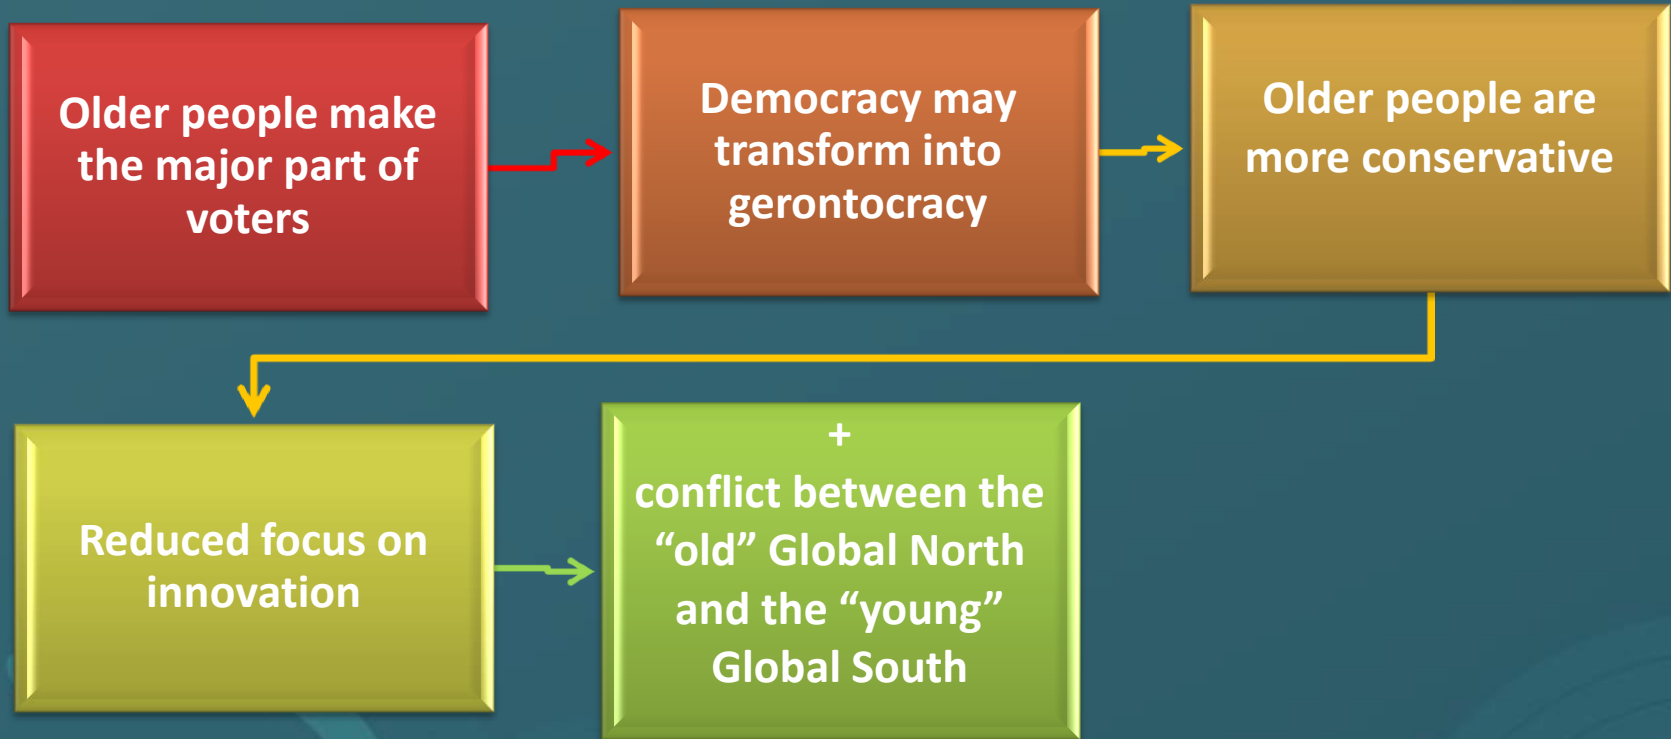 Older people make
the major part of
voters
Democracy may
transform into
gerontocracy
Older people are
more conservative
Reduced focus on
innovation
+
conflict between the
“old” Global North
and the “young”
Global South